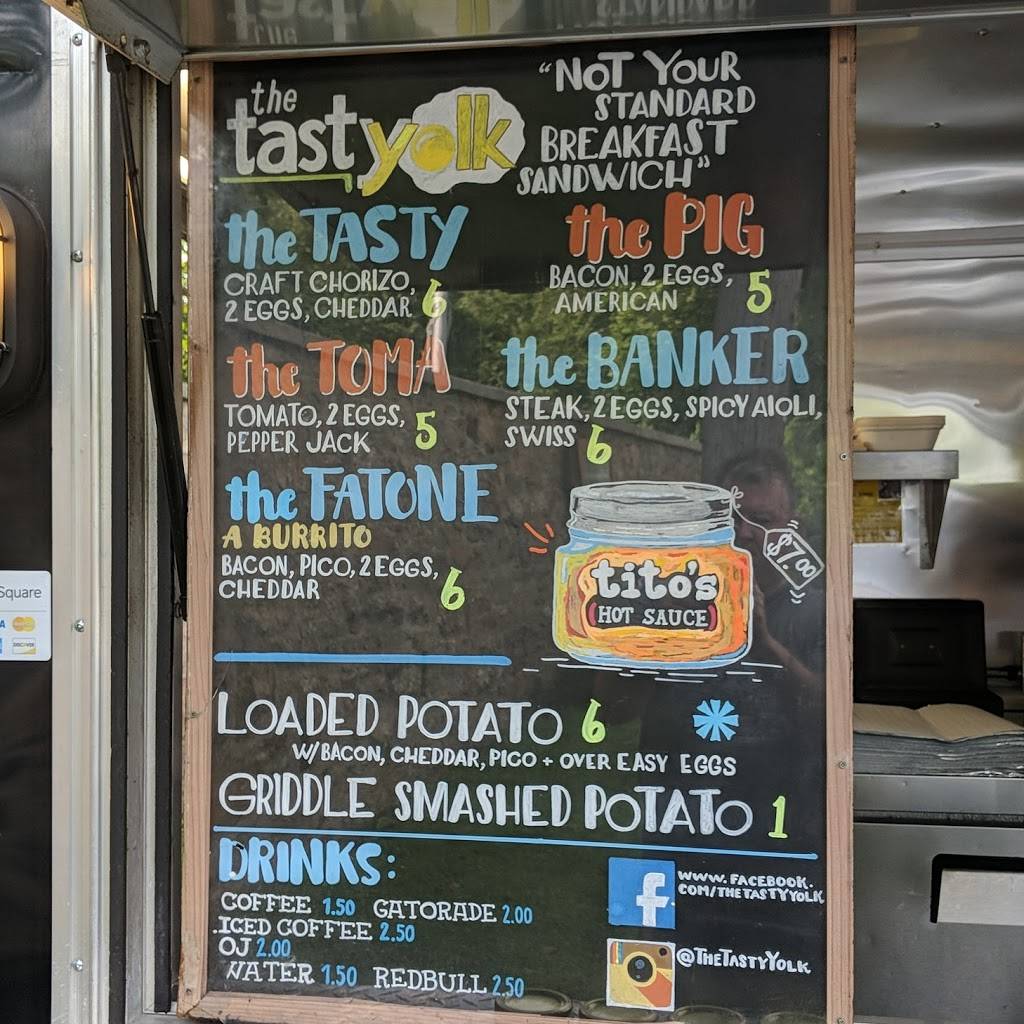 the
tastyolk
"NOT YOUR
STANDARD
BREAKFAST
SANDWICH"
the TASTY
CRAFT CHORIZO,
2 EGGS, CHEDDAR 6
the PIG
BACON, 2 EGGS,
AMERICAN 5
the TOMA
TOMATO, 2 EGGS,
PEPPER JACK 5
the BANKER
STEAK, 2 EGGS, SPICY AIOLI,
SWISS 6
the FATONE
A BURRITO
BACON, PICO, 2 EGGS,
CHEDDAR 6
$7.00
tito's
HOT SAUCE
LOADED POTATO 6
W/BACON, CHEDDAR, PICO + OVER EASY EGGS
GRIDDLE SMASHED POTATO 1
DRINKS:
COFFEE 1.50 GATORADE 2.00
ICED COFFEE 2.50
OJ 2.00
WATER 1.50 REDBULL 2.50
f
WWW.FACEBOOK.
COM/THETASTYYOLK
@THETASTYYOLK
Square
DISCOVER